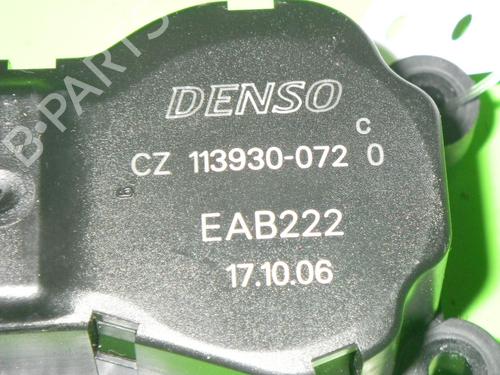 B-PARTS
DENSO
C
CZ 113930-072 0
EAB222
17.10.06